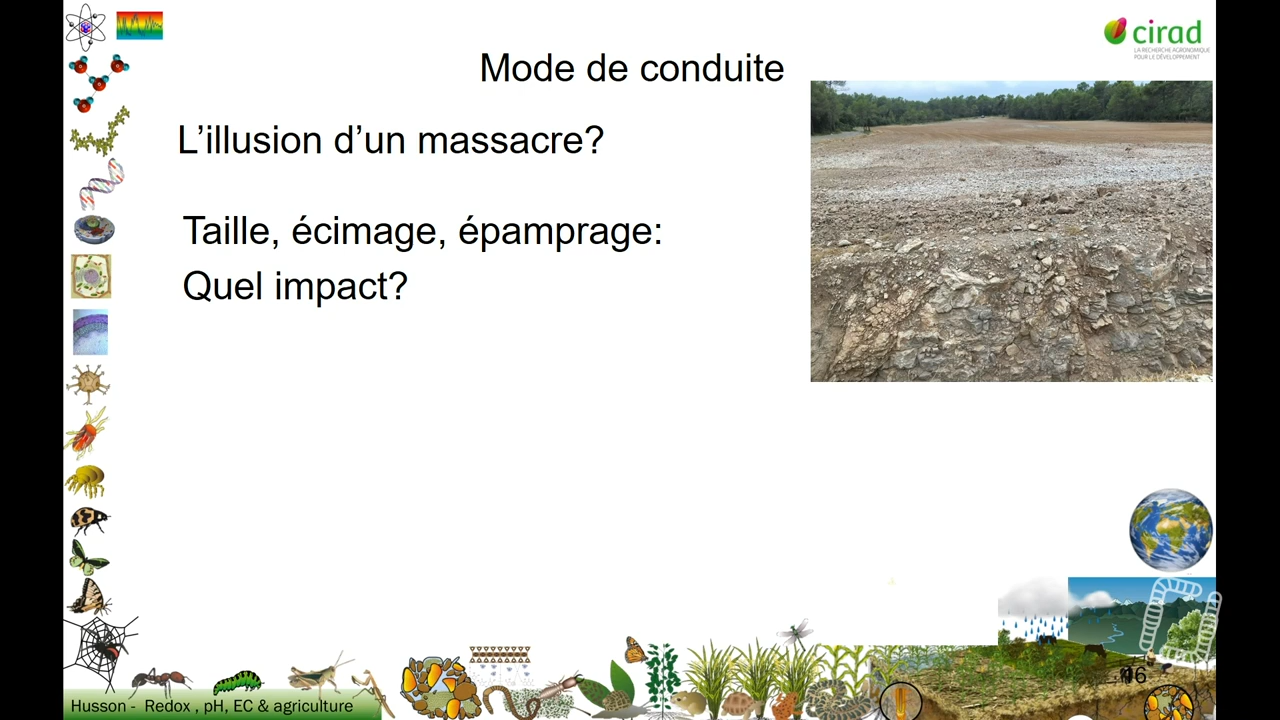 cirad
LA RECHERCHE AGRONOMIQUE
POUR LE DÉVELOPPEMENT
Mode de conduite
L'illusion d'un massacre?
Taille, écimage, épamprage:
Quel impact?
Husson - Redox , pH, EC & agriculture